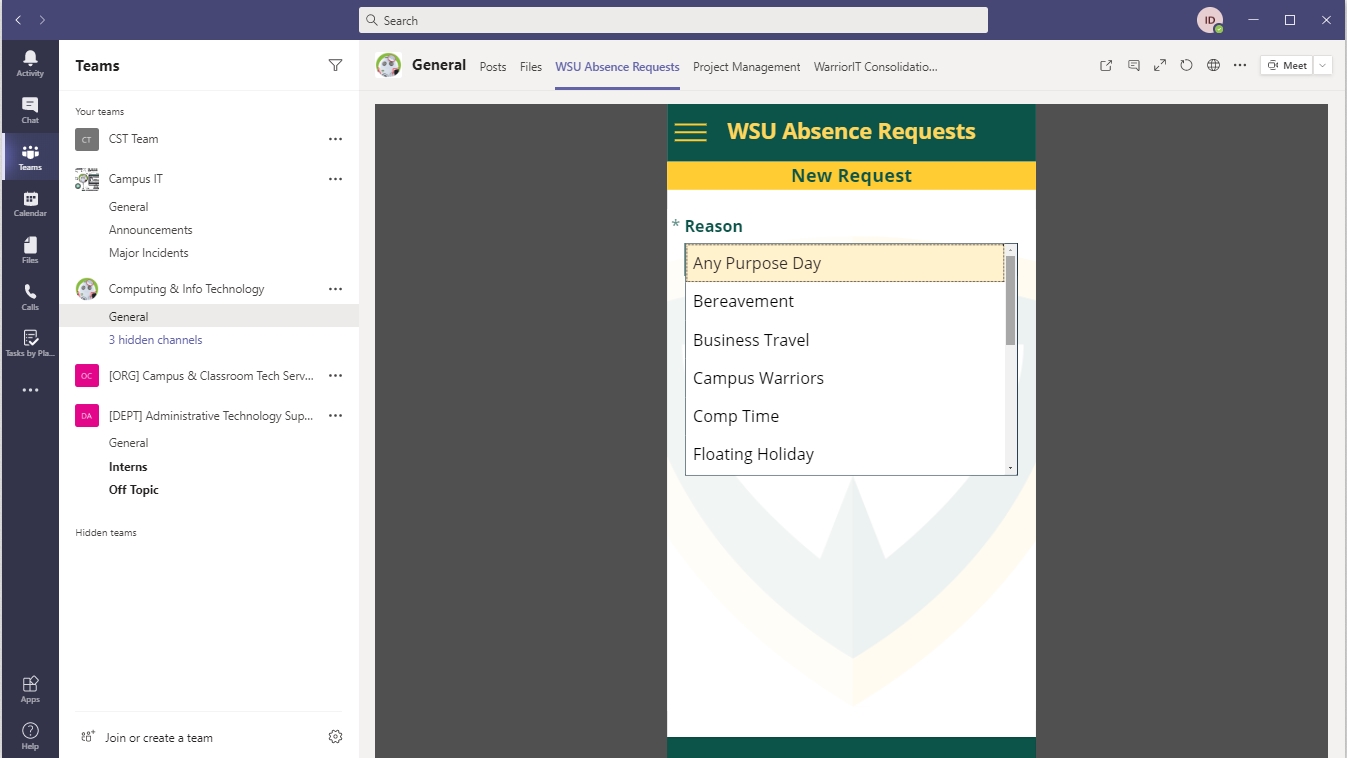 Search
ID
Activity
Chat
Teams
Calendar
Files
Calls
Tasks by Pla...
Apps
Help
Teams
Your teams
CT
CST Team
Campus IT
General
Announcements
Major Incidents
Computing & Info Technology
General
3 hidden channels
OC
[ORG] Campus & Classroom Tech Serv...
DA
[DEPT] Administrative Technology Sup...
General
Interns
Off Topic
Hidden teams
Join or create a team
General Posts Files WSU Absence Requests Project Management WarriorIT Consolidatio...
Meet
WSU Absence Requests
New Request
* Reason
Any Purpose Day
Bereavement
Business Travel
Campus Warriors
Comp Time
Floating Holiday